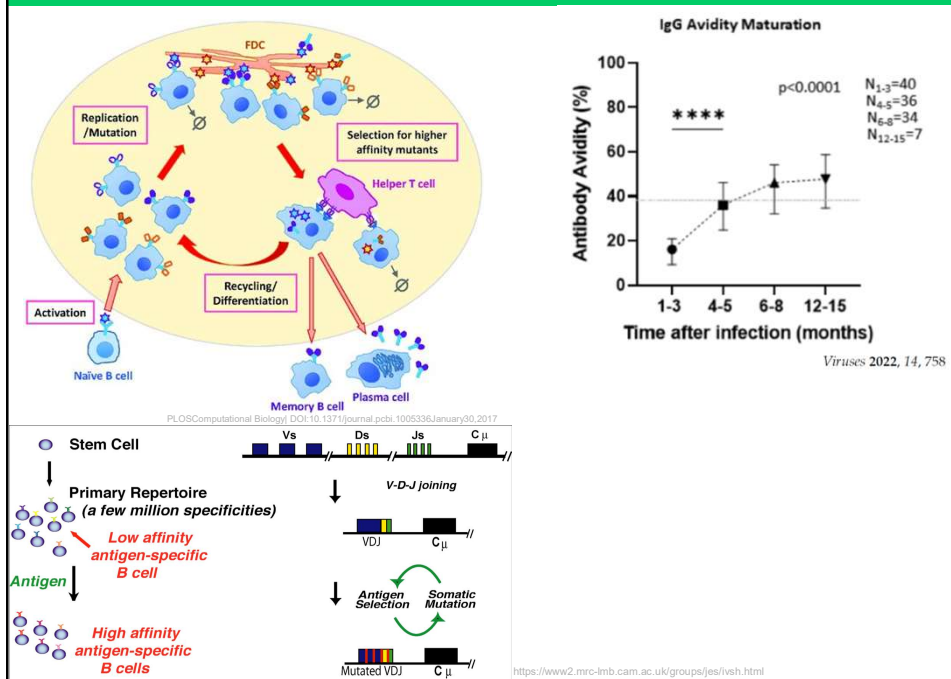 FDC
Replication
/Mutation
Selection for higher
affinity mutants
Helper T cell
Recycling/
Differentiation
Activation
Naïve B cell
Memory B cell
Plasma cell
PLOSComputational Biology| DOI:10.1371/journal.pcbi.1005336January30,2017
IgG Avidity Maturation
Antibody Avidity (%)
100
80
60
40
20
0
****
p<0.0001
N1-3=40
N4-5=36
N6-8=34
N12-15=7
1-3 4-5 6-8 12-15
Time after infection (months)
Viruses 2022, 14, 758
Stem Cell
Primary Repertoire
(a few million specificities)
Low affinity
antigen-specific
B cell
Antigen
High affinity
antigen-specific
B cells
Vs Ds Js C μ
V-D-J joining
VDJ C μ
Antigen
Selection
Somatic
Mutation
Mutated VDJ C μ
https://www2.mrc-lmb.cam.ac.uk/groups/jes/ivsh.html